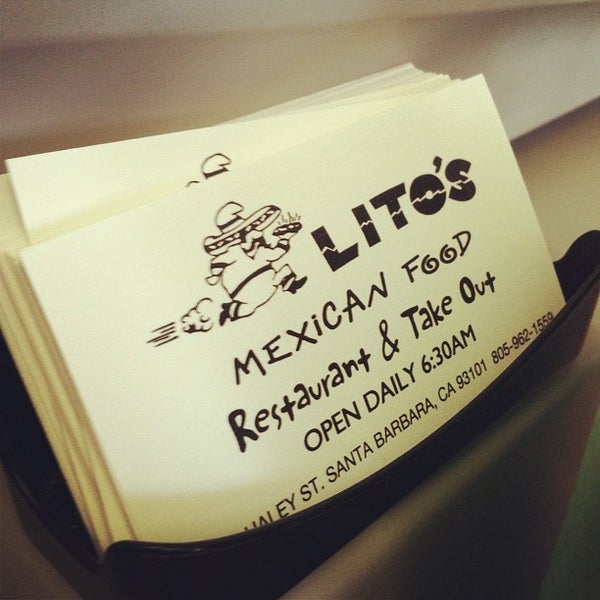 LITO'S
MEXiCAN FOOD
Restaurant & Take Out
OPEN DAILY 6:30AM
HALEY ST. SANTA BARBARA, CA 93101 805-962-1559